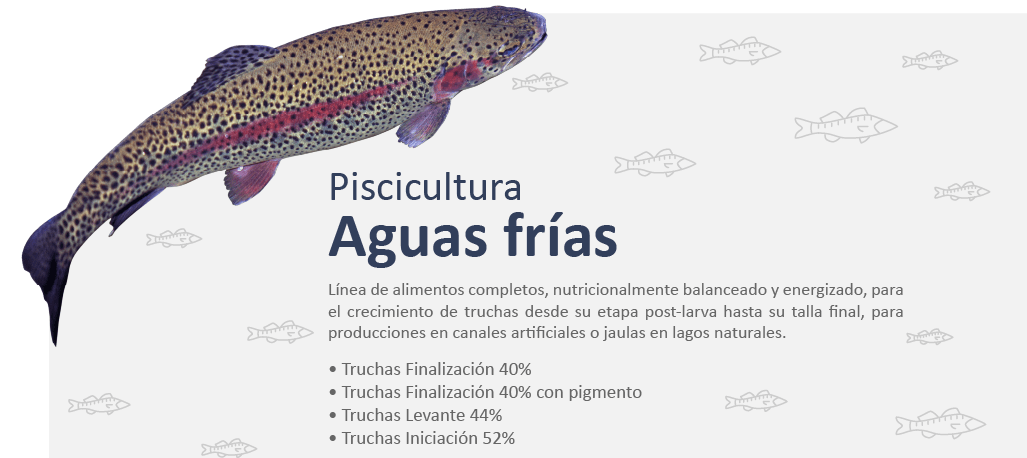 Piscicultura
Aguas frías
Línea de alimentos completos, nutricionalmente balanceado y energizado, para
el crecimiento de truchas desde su etapa post-larva hasta su talla final, para
producciones en canales artificiales o jaulas en lagos naturales.
• Truchas Finalización 40%
• Truchas Finalización 40% con pigmento
• Truchas Levante 44%
• Truchas Iniciación 52%